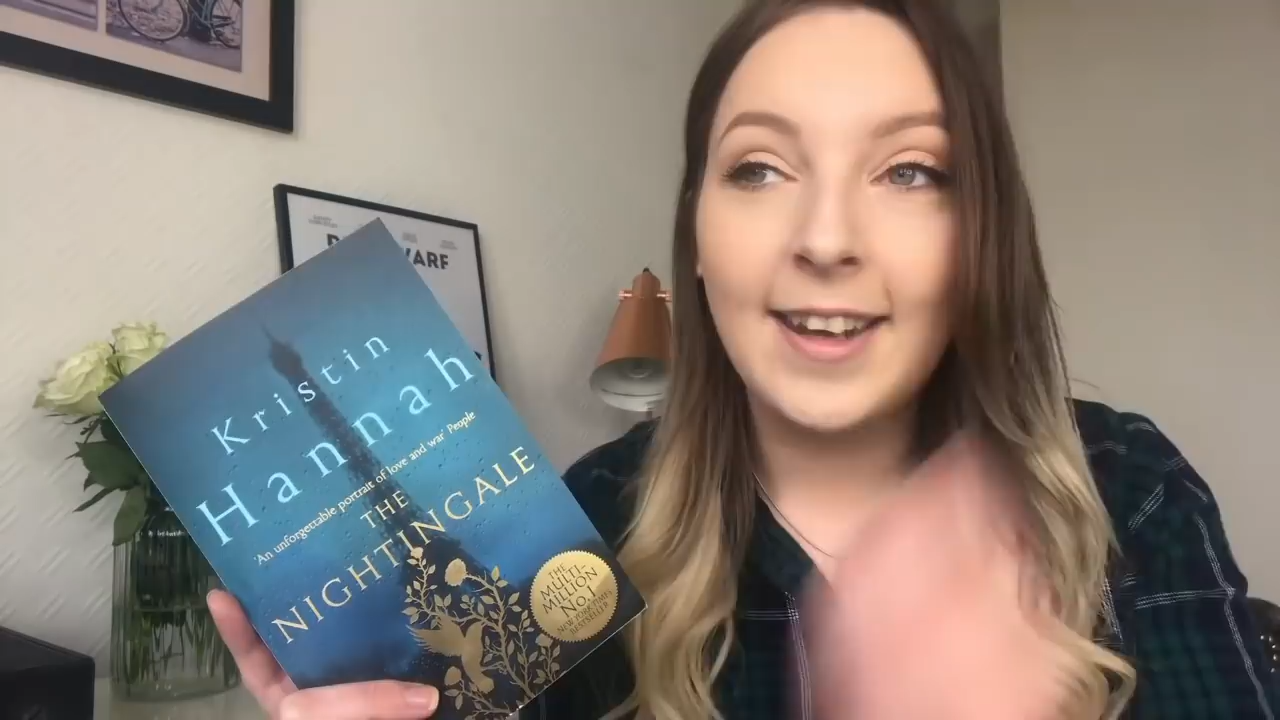 Kristin
Hannah
'An unforgettable portrait of love and war' People
THE
NIGHTINGALE
THE
MULTI-
MILLION
NO.1
NEW YORK TIMES
BESTSELLER